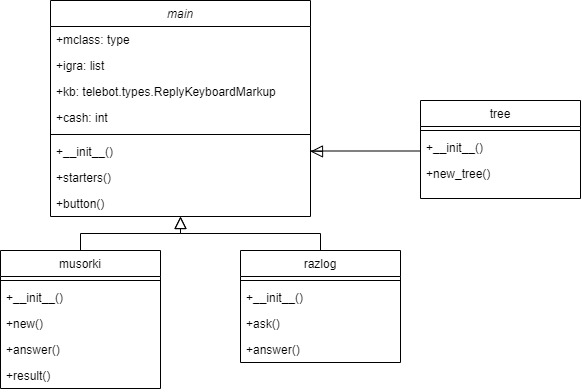 main
+mclass: type
+igra: list
+kb: telebot.types.ReplyKeyboardMarkup
+cash: int
+__init__()
+starters()
+button()
tree
+__init__()
+new_tree()
musorki
+__init__()
+new()
+answer()
+result()
razlog
+__init__()
+ask()
+answer()